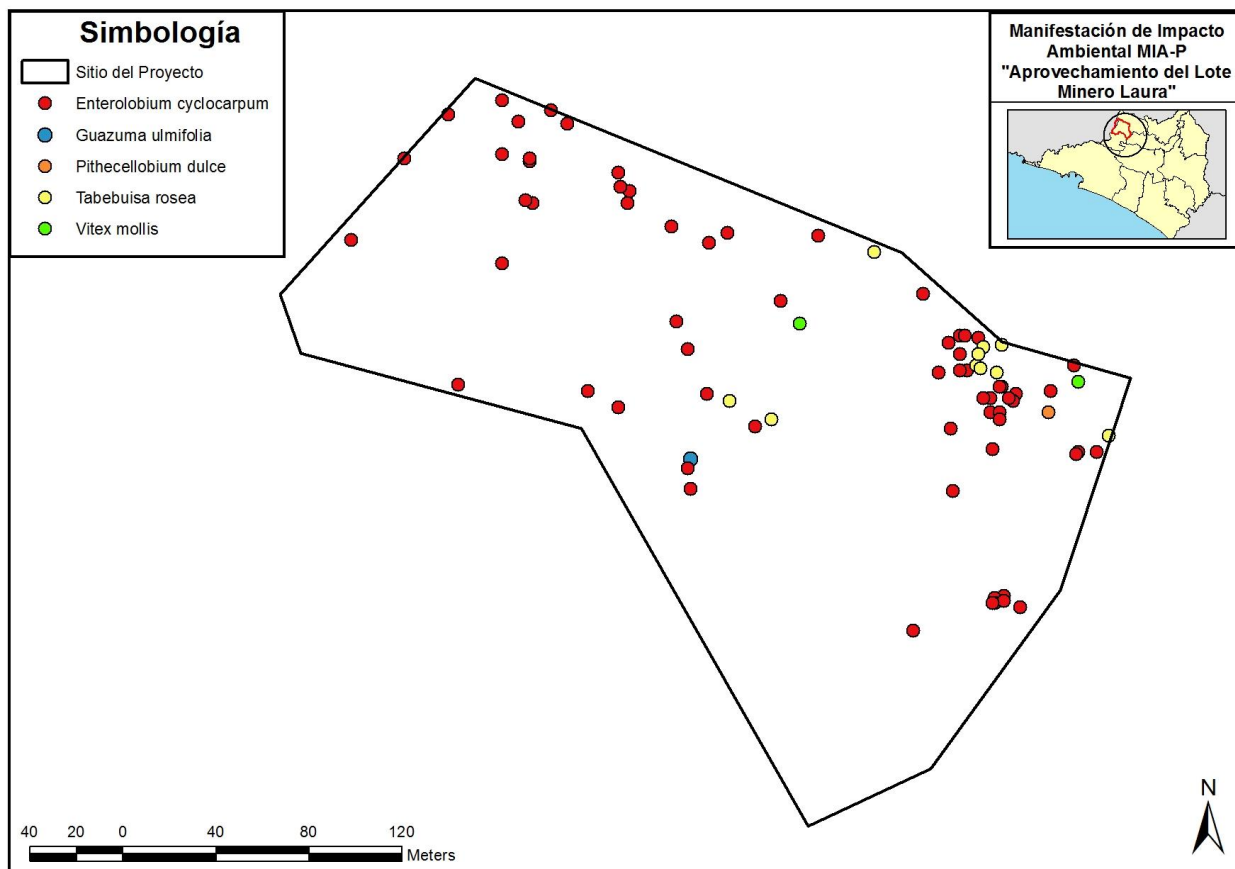 Simbología
Sitio del Proyecto
Enterolobium cyclocarpum
Guazuma ulmifolia
Pithecellobium dulce
Tabebuisa rosea
Vitex mollis
Manifestación de Impacto
Ambiental MIA-P
"Aprovechamiento del Lote
Minero Laura"
N
40 20 0 40 80 120
Meters